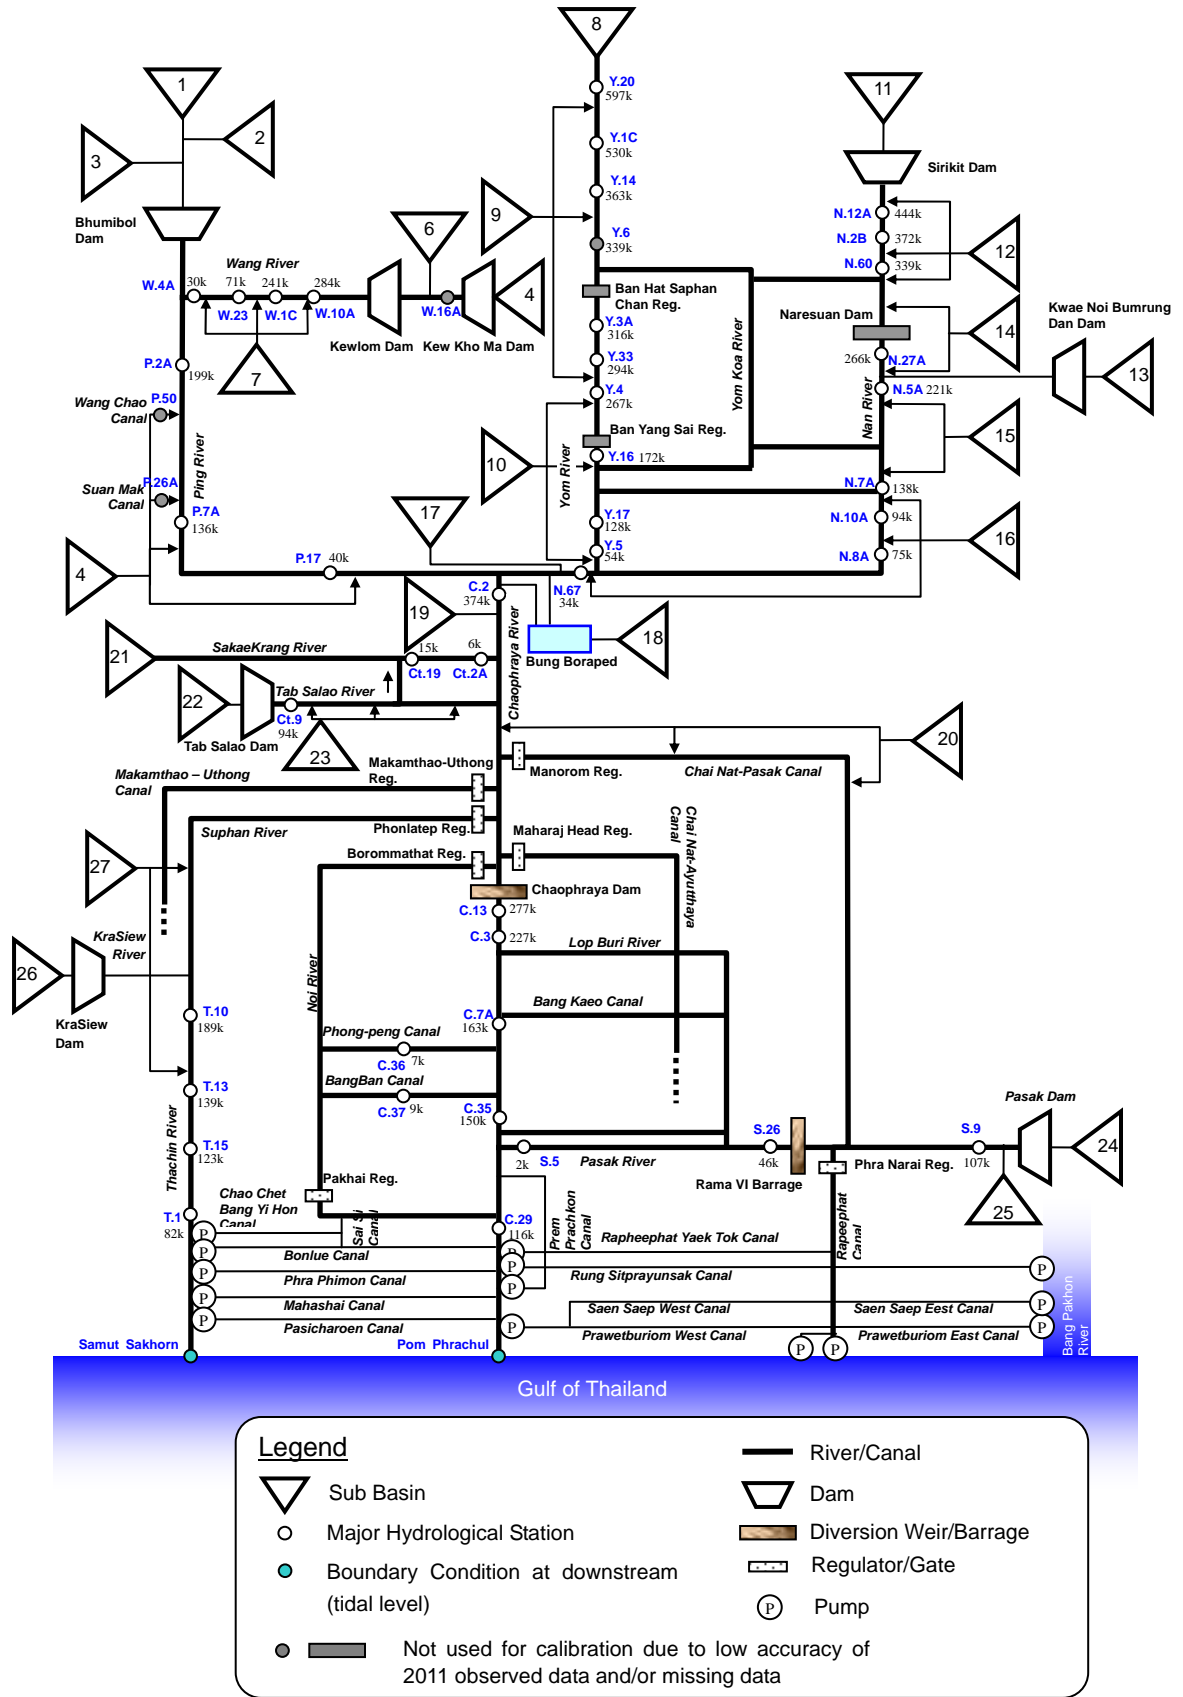 8
Y.20
597k
1
11
2
3
Y.1C
530k
Sirikit Dam
Y.14
363k
Bhumibol
Dam
6
9
N.12A
444k
Y.6
339k
N.2B
372k
12
N.60
339k
Wang River
W.4A
30k
71k
241k
284k
W.23
W.1C
W.10A
W.16A
4
Kewlom Dam
Kew Kho Ma Dam
Ban Hat Saphan
Chan Reg.
Y.3A
316k
Yom Koa River
Naresuan Dam
14
Kwae Noi Bumrung
Dan Dam
P.2A
199k
7
Y.33
294k
266k
N.27A
13
Y.4
267k
N.5A
221k
Wang Chao
Canal
P.50
Nan River
Ban Yang Sai Reg.
15
10
Y.16
172k
Yom River
Ping River
Suan Mak
Canal
P.26A
N.7A
138k
P.7A
136k
17
Y.17
128k
N.10A
94k
16
Y.5
54k
N.8A
75k
4
P.17
40k
C.2
374k
N.67
34k
19
Chaophraya River
18
Bung Boraped
21
SakaeKrang River
15k
6k
Ct.19
Ct.2A
22
Tab Salao River
Ct.9
94k
Tab Salao Dam
23
20
Makamthao – Uthong
Canal
Makamthao-Uthong
Reg.
Manorom Reg.
Chai Nat-Pasak Canal
Suphan River
Phonlatep Reg.
Maharaj Head Reg.
Chai Nat-Ayutthaya
Canal
Borommathat Reg.
27
Chaophraya Dam
C.13
277k
C.3
227k
KraSiew
River
Lop Buri River
26
KraSiew
Dam
Noi River
Bang Kaeo Canal
T.10
189k
C.7A
163k
Phong-peng Canal
C.36
7k
BangBan Canal
T.13
139k
C.37
9k
C.35
150k
Pasak Dam
Thachin River
T.15
123k
S.26
46k
S.9
107k
24
2k
S.5
Pasak River
Rama VI Barrage
Phra Narai Reg.
Pakhai Reg.
Chao Chet
Bang Yi Hon
Canal
Sai Si
Canal
Prem
Prachkon
Canal
Rapeephat
Canal
25
T.1
82k
C.29
116k
P
P
Bonlue Canal
P
Rapheephat Yaek Tok Canal
P
Phra Phimon Canal
P
Rung Sitprayunsak Canal
P
P
Mahashai Canal
P
Saen Saep West Canal
Saen Saep Eest Canal
P
P
Pasicharoen Canal
P
Prawetburiom West Canal
Prawetburiom East Canal
P
P
P
Bang Pakhon
River
Samut Sakhorn
Pom Phrachul
Gulf of Thailand
Legend
Sub Basin
Major Hydrological Station
Boundary Condition at downstream
(tidal level)
Not used for calibration due to low accuracy of
2011 observed data and/or missing data
River/Canal
Dam
Diversion Weir/Barrage
Regulator/Gate
P
Pump